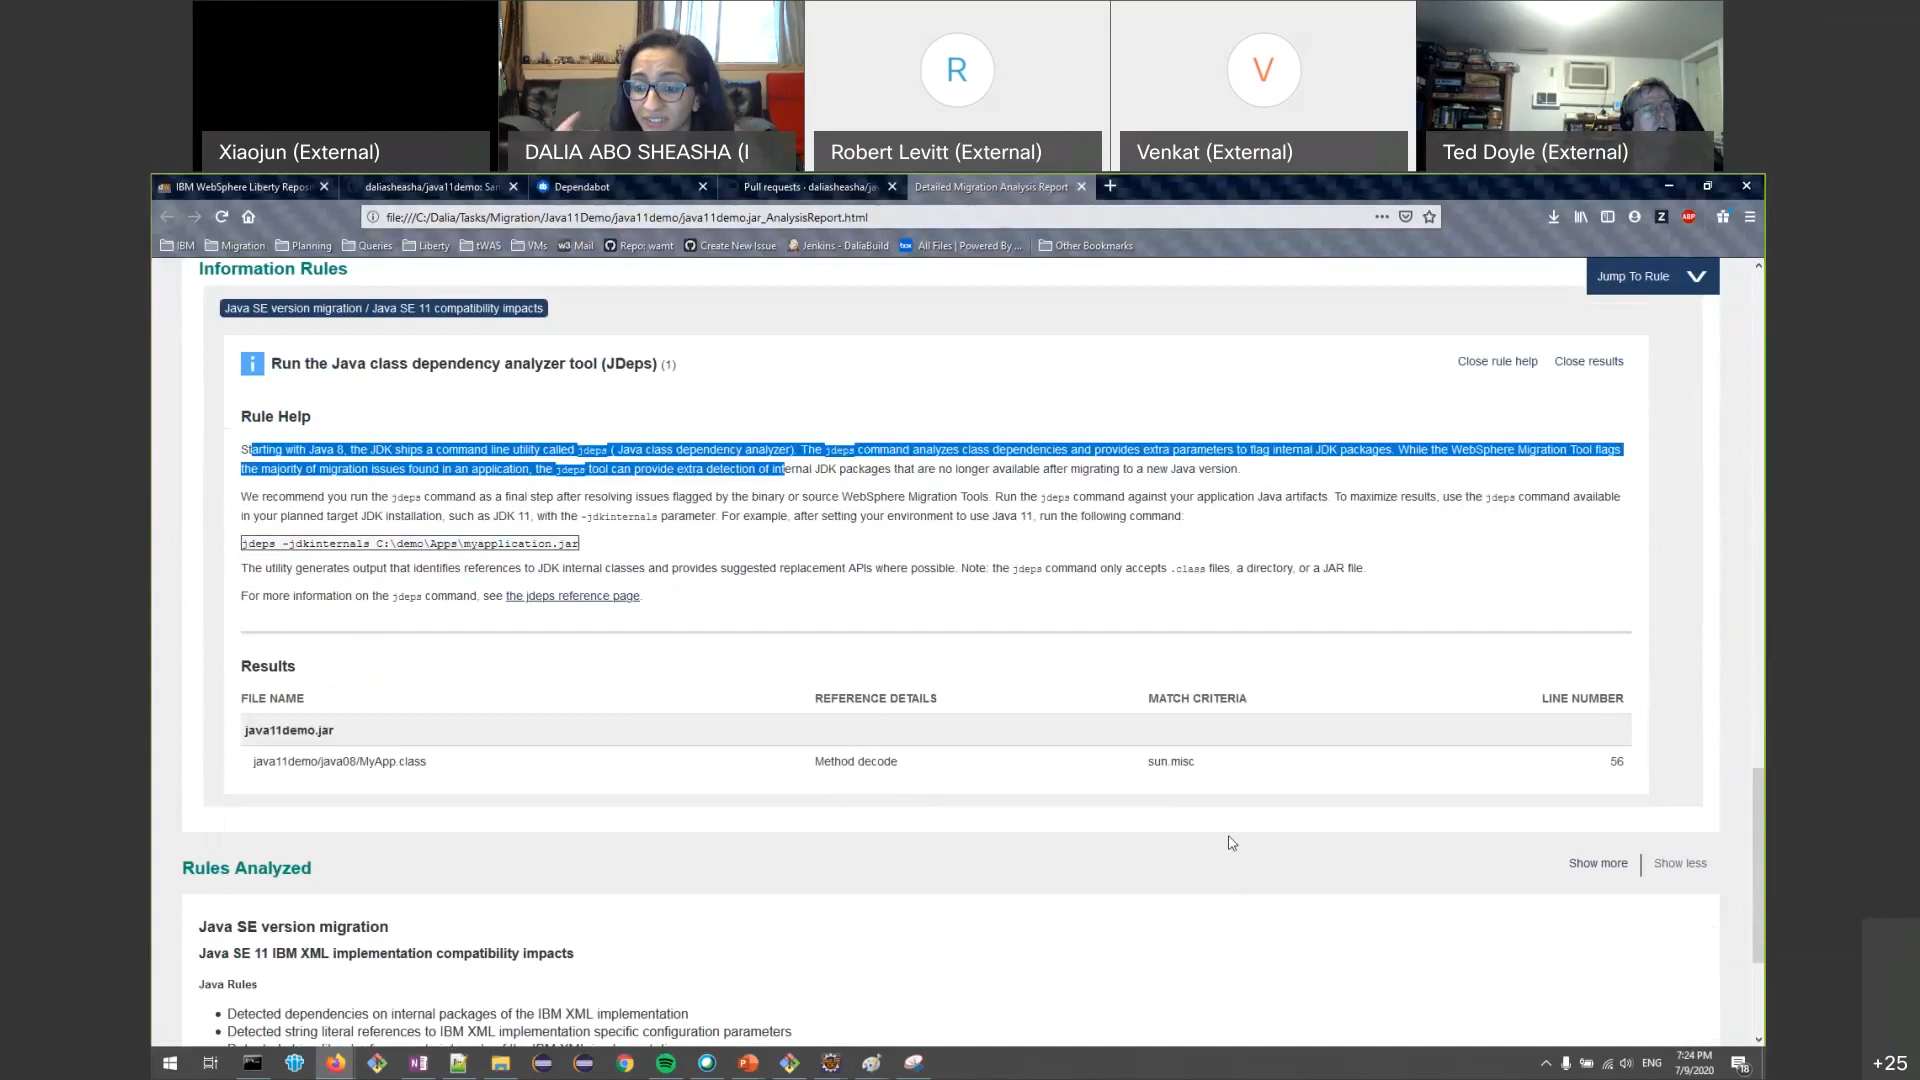 R
V
Xiaojun (External)
DALIA ABO SHEASHA (I
Robert Levitt (External)
Venkat (External)
Ted Doyle (External)
IBM WebSphere Liberty Repos
daliasheasha/java11demo: Sam
Dependabot
Pull requests · daliasheasha/jav
Detailed Migration Analysis Report
file:///C:/Dalia/Tasks/Migration/Java11Demo/java11demo/java11demo.jar_AnalysisReport.html
Z
ABP
IBM Migration Planning Queries Liberty tWAS VMs w3 Mail Repo: wamt Create New Issue Jenkins - DaliaBuild box All Files | Powered By ... Other Bookmarks
Information Rules
Jump To Rule
Java SE version migration / Java SE 11 compatibility impacts
i Run the Java class dependency analyzer tool (JDeps) (1)
Close rule help Close results
Rule Help
Starting with Java 8, the JDK ships a command line utility called jdeps ( Java class dependency analyzer). The jdeps command analyzes class dependencies and provides extra parameters to flag internal JDK packages. While the WebSphere Migration Tool flags
the majority of migration issues found in an application, the jdeps tool can provide extra detection of internal JDK packages that are no longer available after migrating to a new Java version.
We recommend you run the jdeps command as a final step after resolving issues flagged by the binary or source WebSphere Migration Tools. Run the jdeps command against your application Java artifacts. To maximize results, use the jdeps command available
in your planned target JDK installation, such as JDK 11, with the -jdkinternals parameter. For example, after setting your environment to use Java 11, run the following command:
jdeps -jdkinternals C:\demo\Apps\myapplication.jar
The utility generates output that identifies references to JDK internal classes and provides suggested replacement APIs where possible. Note: the jdeps command only accepts .class files, a directory, or a JAR file.
For more information on the jdeps command, see the jdeps reference page.
Results
FILE NAME REFERENCE DETAILS MATCH CRITERIA LINE NUMBER
java11demo.jar
java11demo/java08/MyApp.class Method decode sun.misc 56
Rules Analyzed
Show more Show less
Java SE version migration
Java SE 11 IBM XML implementation compatibility impacts
Java Rules
• Detected dependencies on internal packages of the IBM XML implementation
• Detected string literal references to IBM XML implementation specific configuration parameters
ENG
7:24 PM
7/9/2020
18
+25